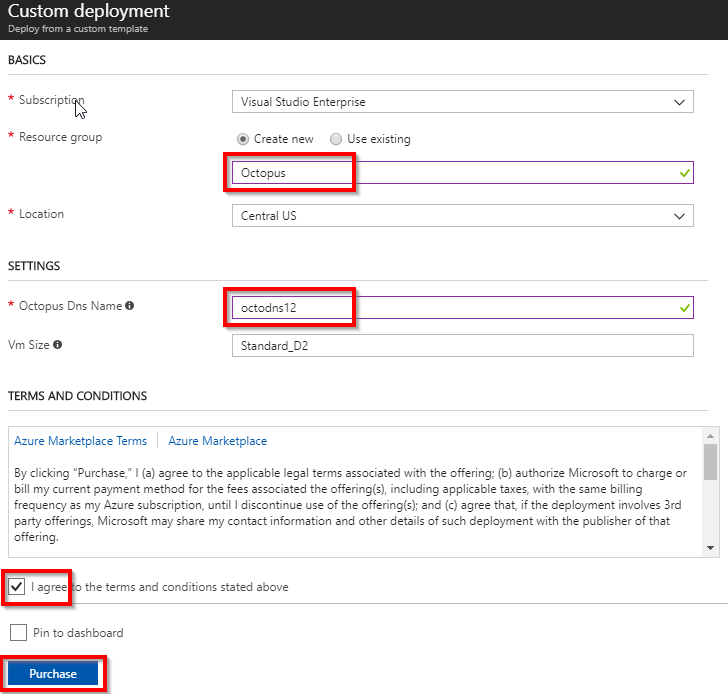 Custom deployment
Deploy from a custom template
BASICS
* Subscription
Visual Studio Enterprise
* Resource group
Create new
Use existing
Octopus
* Location
Central US
SETTINGS
* Octopus Dns Name
octodns12
Vm Size
Standard_D2
TERMS AND CONDITIONS
Azure Marketplace Terms
Azure Marketplace
By clicking “Purchase,” I (a) agree to the applicable legal terms associated with the offering; (b) authorize Microsoft to charge or
bill my current payment method for the fees associated the offering(s), including applicable taxes, with the same billing
frequency as my Azure subscription, until I discontinue use of the offering(s); and (c) agree that, if the deployment involves 3rd
party offerings, Microsoft may share my contact information and other details of such deployment with the publisher of that
offering.
I agree to the terms and conditions stated above
Pin to dashboard
Purchase